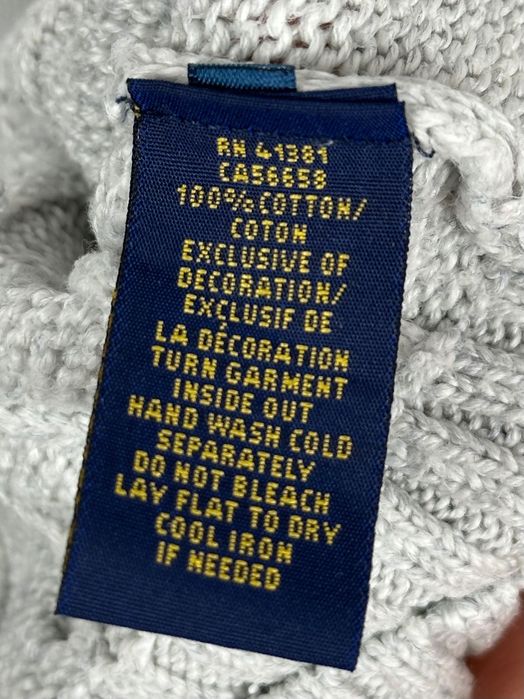 RN 41381
CA56658
100% COTTON/
COTON
EXCLUSIVE OF
DECORATION/
EXCLUSIF DE
LA DÉCORATION
TURN GARMENT
INSIDE OUT
HAND WASH COLD
SEPARATELY
DO NOT BLEACH
LAY FLAT TO DRY
COOL IRON
IF NEEDED